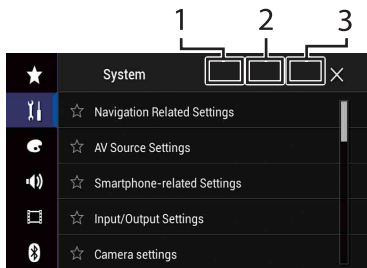 1 2 3
System
Navigation Related Settings
AV Source Settings
Smartphone-related Settings
Input/Output Settings
Camera settings